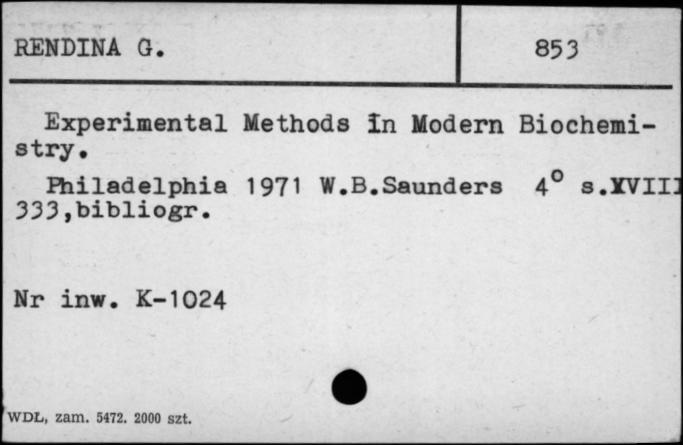 RENDINA G. 853
Experimental Methods in Modern Biochemi-
stry.
Philadelphia 1971 W.B.Saunders 4° s.XVIII
333,bibliogr.
Nr inw. K-1024
WDL, zam. 5472. 2000 szt.